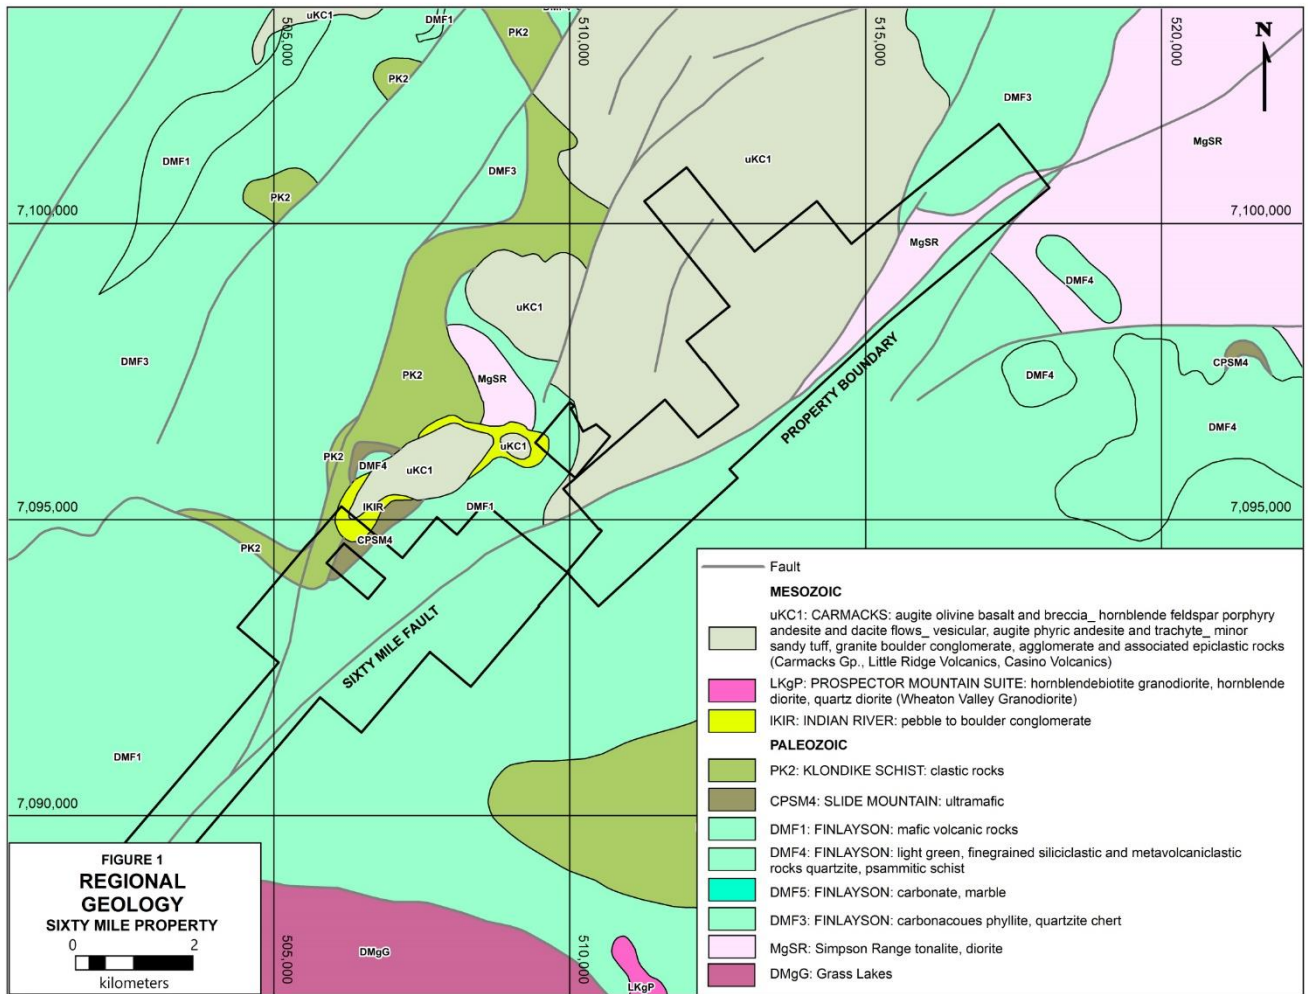 uKC1
DMF1
DMF1
505,000
510,000
515,000
520,000
N
PK2
PK2
DMF3
MgSR
DMF1
uKC1
DMF3
PK2
7,100,000
7,100,000
MgSR
DMF4
uKC1
DMF3
CPSM4
PK2
MgSR
DMF4
PROPERTY BOUNDARY
DMF4
uKC1
PK2
DMF4
uKC1
7,095,000
IKIR
DMF1
7,095,000
CPSM4
PK2
SIXTY MILE FAULT
DMF1
7,090,000
DMgG
505,000
510,000
LKgP
Fault
MESOZOIC
uKC1: CARMACKS: augite olivine basalt and breccia_ hornblende feldspar porphyry
andesite and dacite flows_ vesicular, augite phyric andesite and trachyte_ minor
sandy tuff, granite boulder conglomerate, agglomerate and associated epiclastic rocks
(Carmacks Gp., Little Ridge Volcanics, Casino Volcanics)
LKgP: PROSPECTOR MOUNTAIN SUITE: hornblendebiotite granodiorite, hornblende
diorite, quartz diorite (Wheaton Valley Granodiorite)
IKIR: INDIAN RIVER: pebble to boulder conglomerate
PALEOZOIC
PK2: KLONDIKE SCHIST: clastic rocks
CPSM4: SLIDE MOUNTAIN: ultramafic
DMF1: FINLAYSON: mafic volcanic rocks
DMF4: FINLAYSON: light green, finegrained siliciclastic and metavolcaniclastic
rocks quartzite, psammitic schist
DMF5: FINLAYSON: carbonate, marble
DMF3: FINLAYSON: carbonacoues phyllite, quartzite chert
MgSR: Simpson Range tonalite, diorite
DMgG: Grass Lakes
FIGURE 1
REGIONAL
GEOLOGY
SIXTY MILE PROPERTY
0 2
kilometers